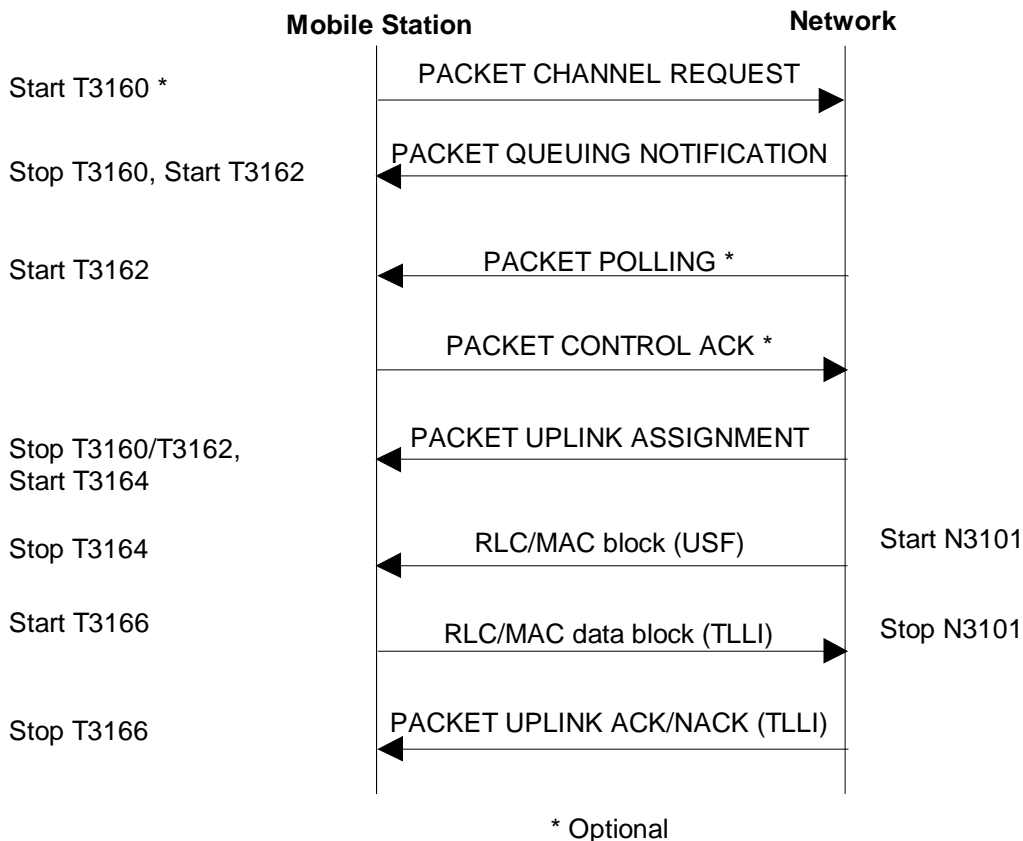 Mobile Station
Network
Start T3160 *
PACKET CHANNEL REQUEST
Stop T3160, Start T3162
PACKET QUEUING NOTIFICATION
Start T3162
PACKET POLLING *
PACKET CONTROL ACK *
Stop T3160/T3162,
Start T3164
PACKET UPLINK ASSIGNMENT
Stop T3164
RLC/MAC block (USF)
Start N3101
Start T3166
RLC/MAC data block (TLLI)
Stop N3101
Stop T3166
PACKET UPLINK ACK/NACK (TLLI)
* Optional